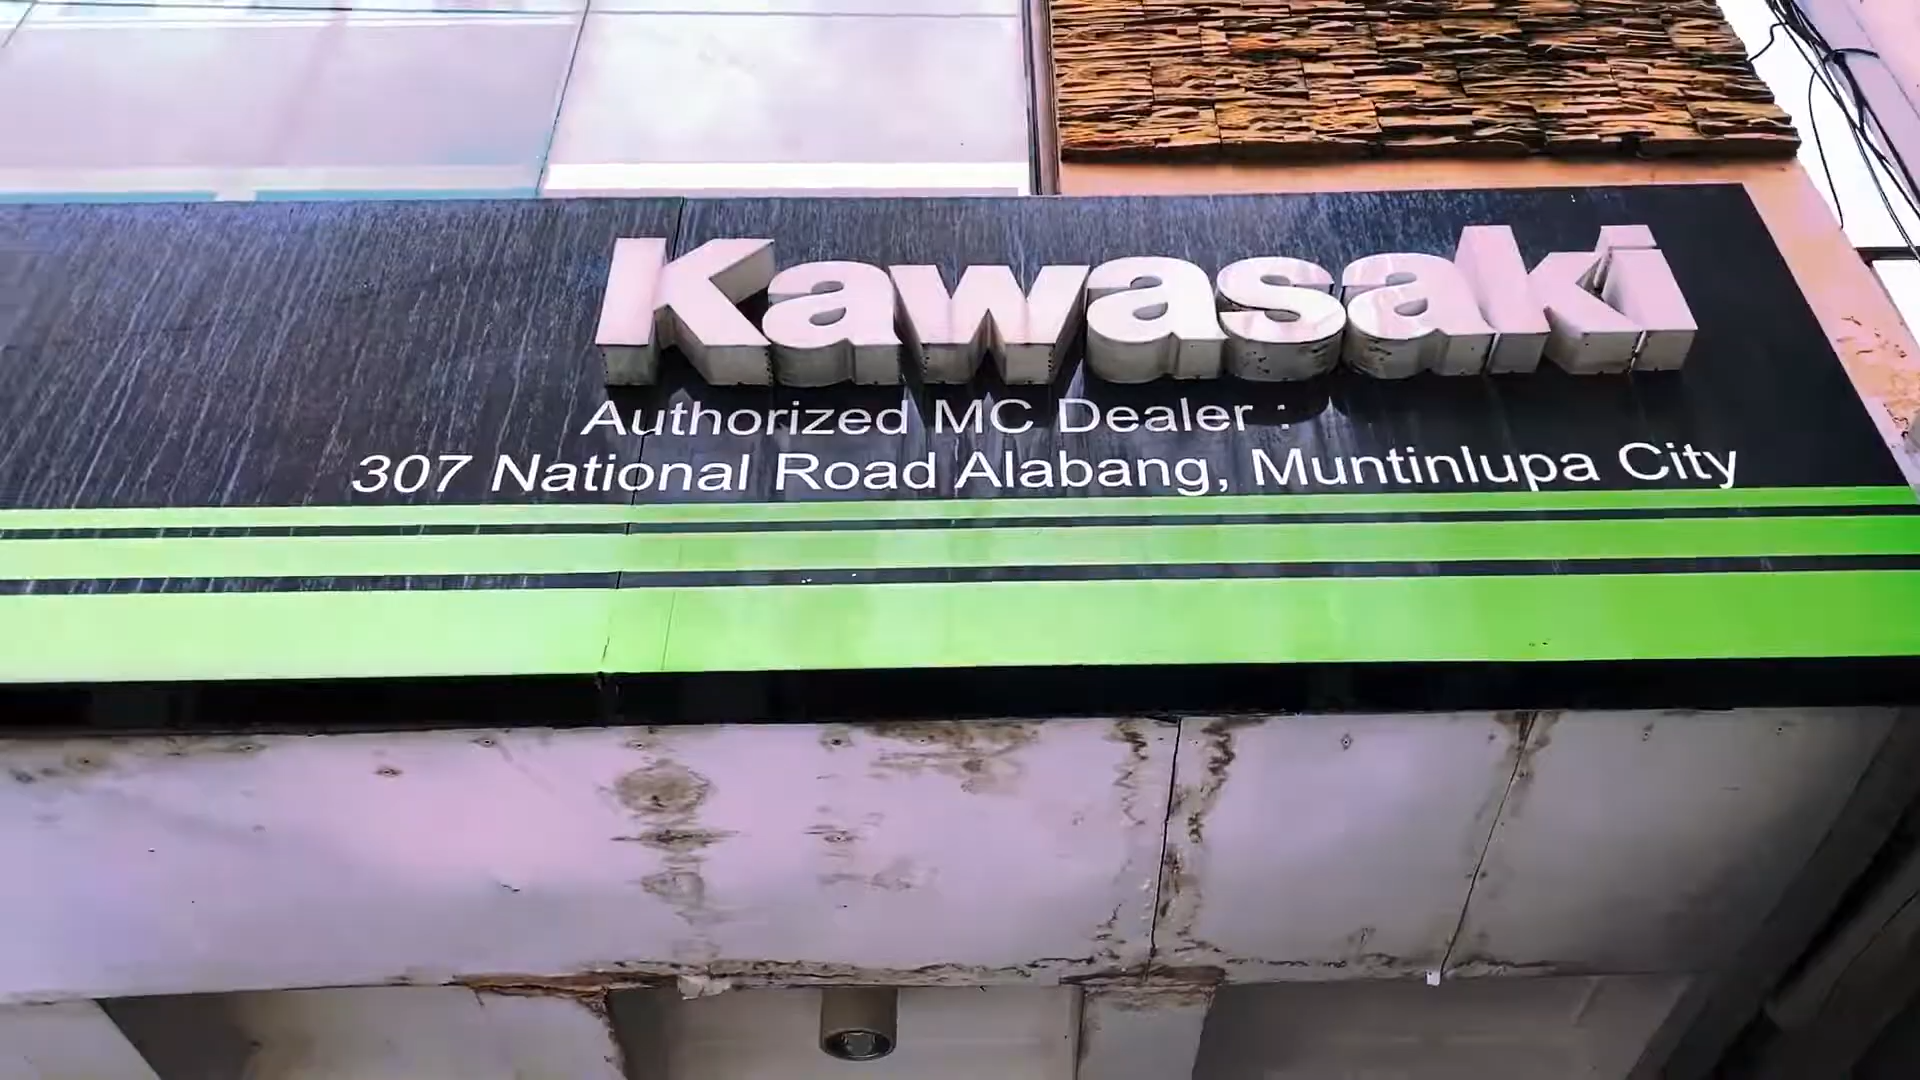 Kawasaki
Authorized MC Dealer :
307 National Road Alabang, Muntinlupa City